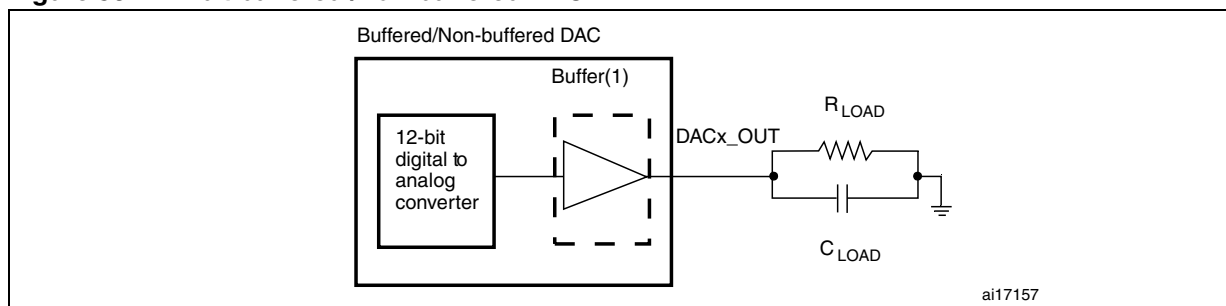 Buffered/Non-buffered DAC
Buffer(1)
12-bit
digital to
analog
converter
DACx_OUT
R LOAD
C LOAD
ai17157